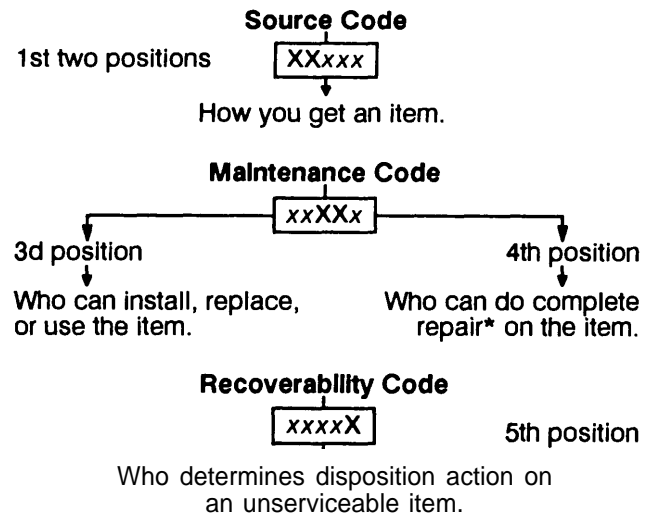 Source Code
1st two positions
XXxxx
How you get an item.
Maintenance Code
xxXXx
3d position
4th position
Who can install, replace,
or use the item.
Who can do complete
repair* on the item.
Recoverability Code
xxxxX
5th position
Who determines disposition action on
an unserviceable item.